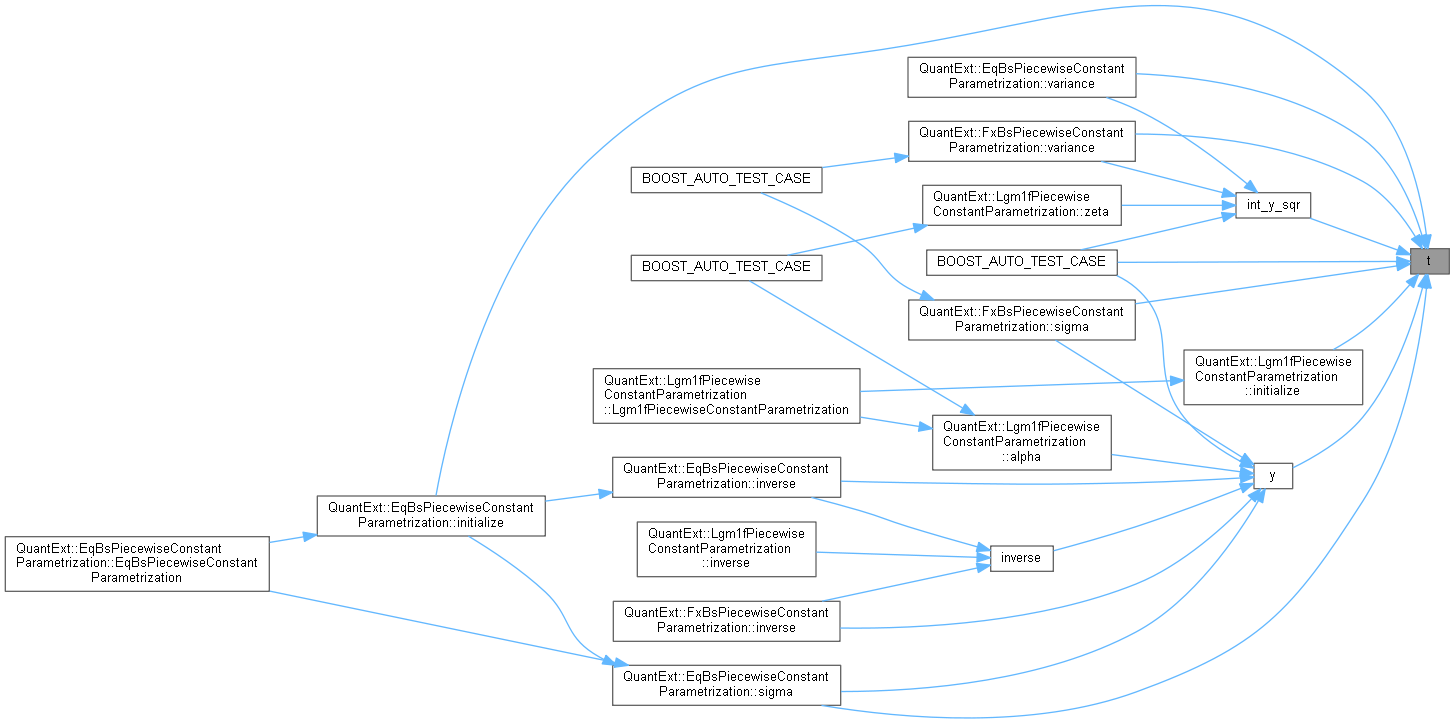 QuantExt::EqBsPiecewiseConstant
Parametrization::variance
QuantExt::FxBsPiecewiseConstant
Parametrization::variance
BOOST_AUTO_TEST_CASE
QuantExt::Lgm1fPiecewise
ConstantParametrization::zeta
int_y_sqr
BOOST_AUTO_TEST_CASE
BOOST_AUTO_TEST_CASE
t
QuantExt::FxBsPiecewiseConstant
Parametrization::sigma
QuantExt::Lgm1fPiecewise
ConstantParametrization
::initialize
QuantExt::Lgm1fPiecewise
ConstantParametrization
::Lgm1fPiecewiseConstantParametrization
QuantExt::Lgm1fPiecewise
ConstantParametrization
::alpha
QuantExt::EqBsPiecewiseConstant
Parametrization::inverse
y
QuantExt::EqBsPiecewiseConstant
Parametrization::initialize
QuantExt::Lgm1fPiecewise
ConstantParametrization
::inverse
inverse
QuantExt::EqBsPiecewiseConstant
Parametrization::EqBsPiecewiseConstant
Parametrization
QuantExt::FxBsPiecewiseConstant
Parametrization::inverse
QuantExt::EqBsPiecewiseConstant
Parametrization::sigma